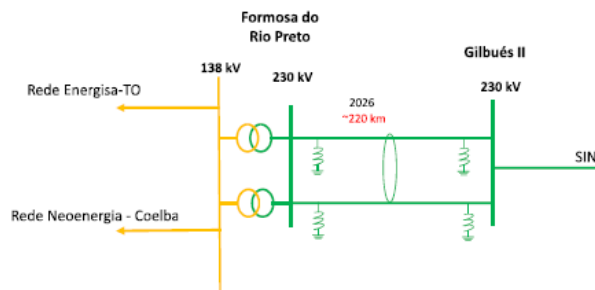 Formosa do
Rio Preto
Gilbués II
138 kV
230 kV
230 kV
Rede Energisa-TO
2026
~220 km
SIN
Rede Neoenergia - Coelba